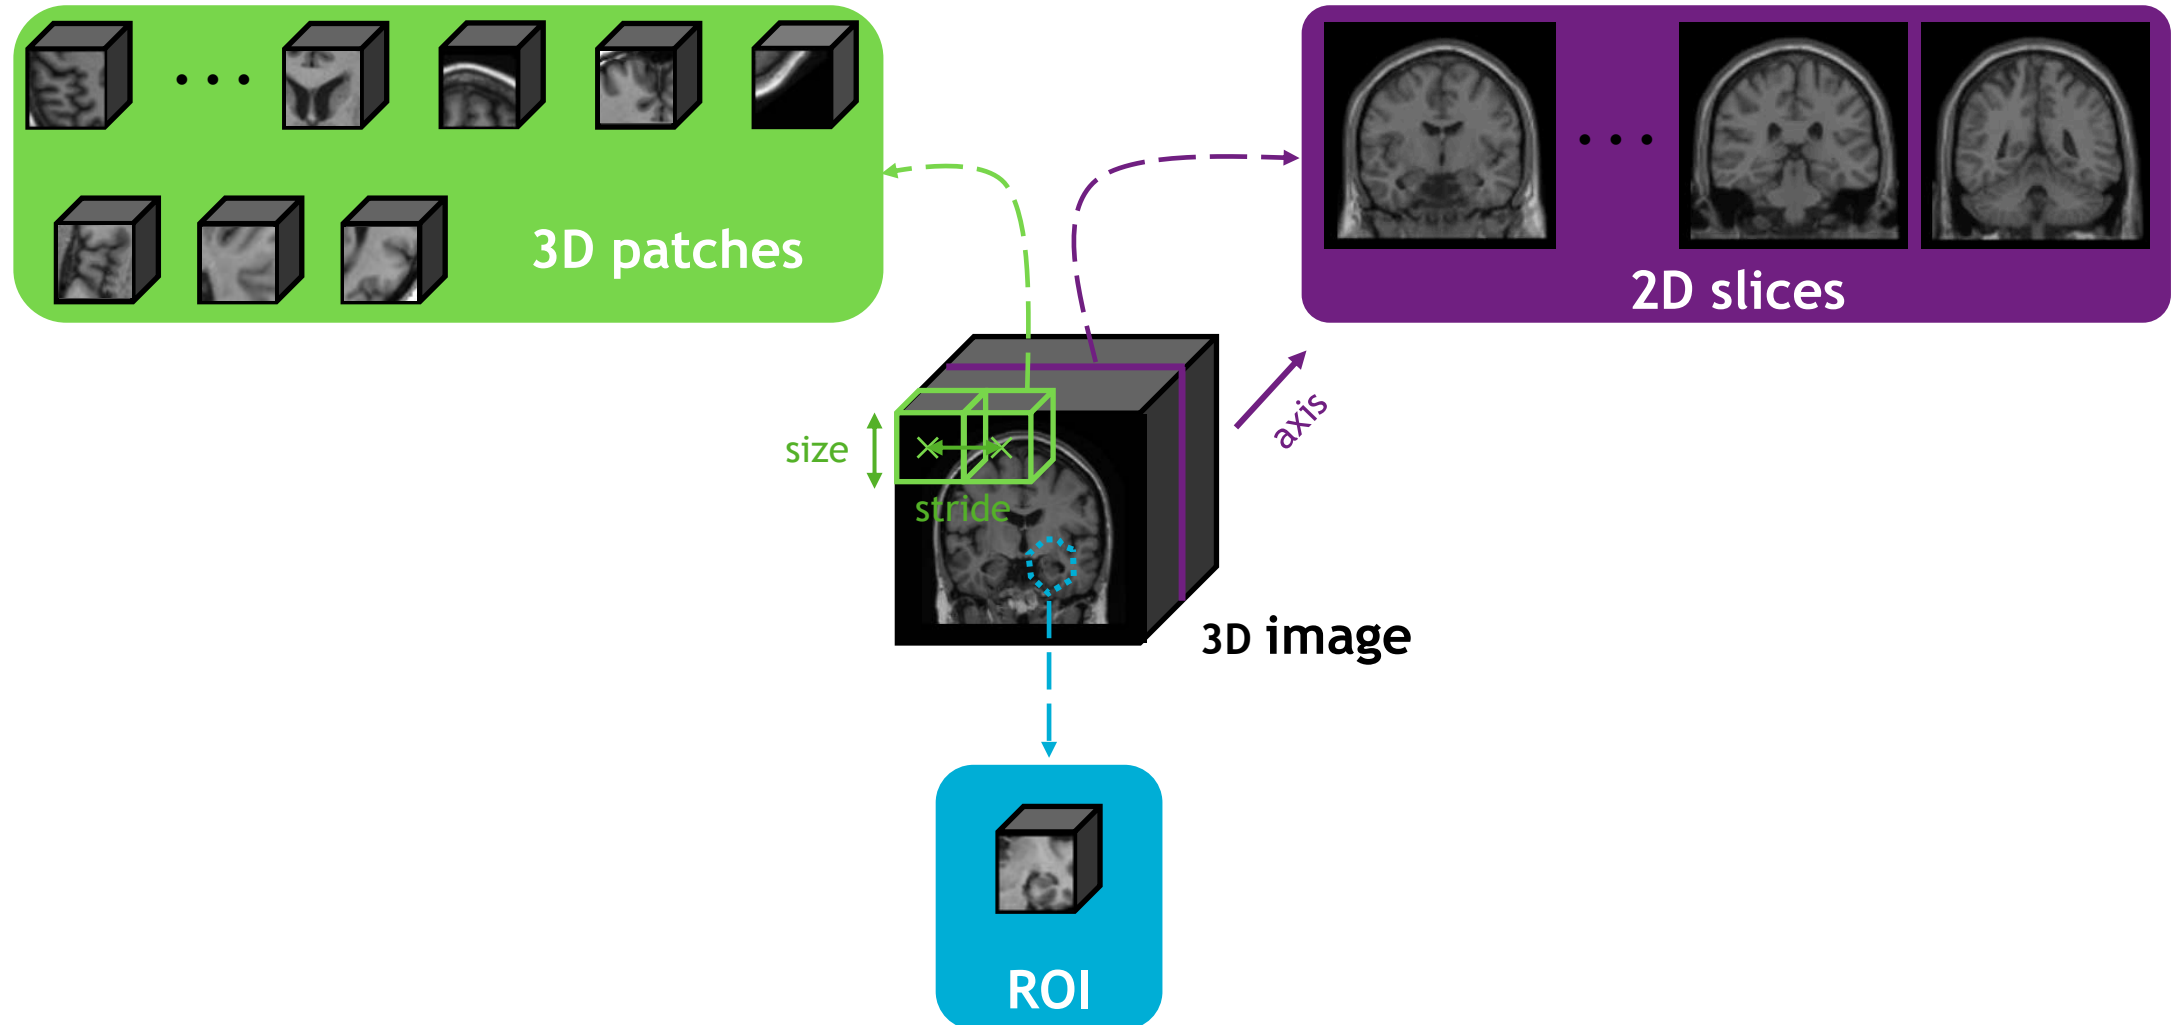 3D patches
2D slices
size
stride
axis
3D image
ROI